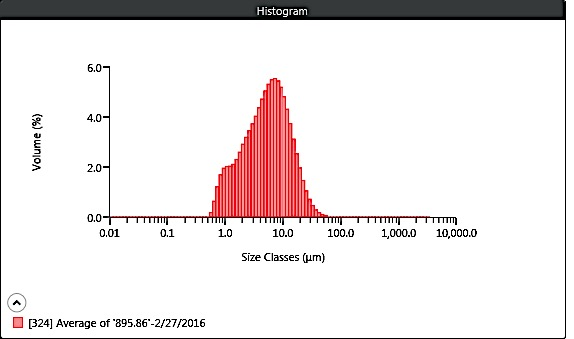 Histogram
6.0
4.0
2.0
0.0
Volume (%)
0.01
0.1
1.0
10.0
100.0
1,000.0
10,000.0
Size Classes (μm)
[324] Average of '895.86'-2/27/2016